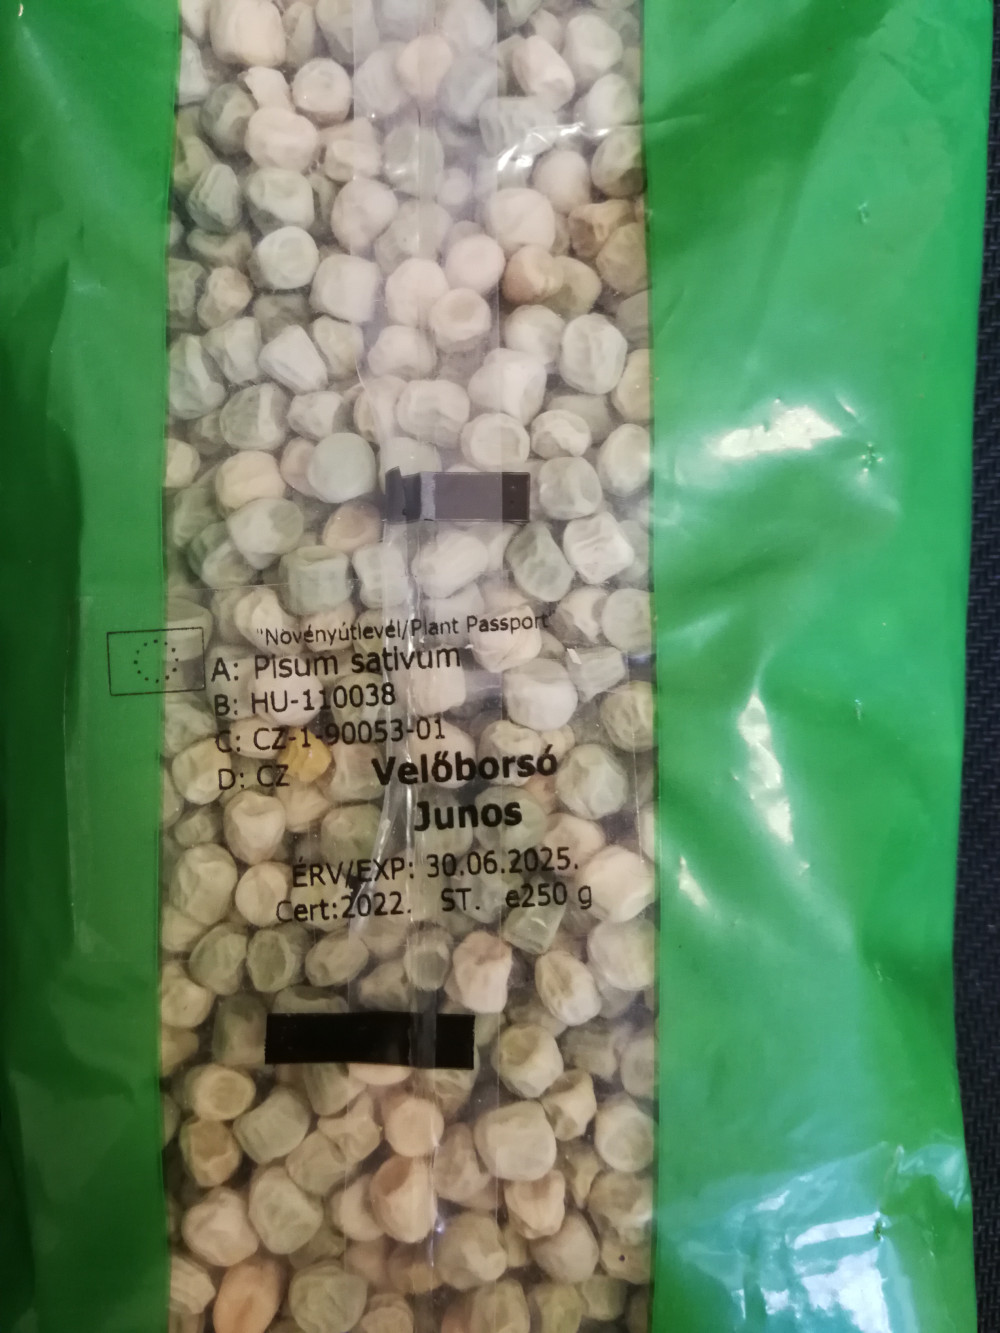 "Növényútlevél/Plant Passport"
A: Pisum sativum
B: HU-110038
C: CZ-1-90053-01
D: CZ
Velőborsó
Junos
ÉRV/EXP: 30.06.2025.
Cert:2022. ST. e250 g